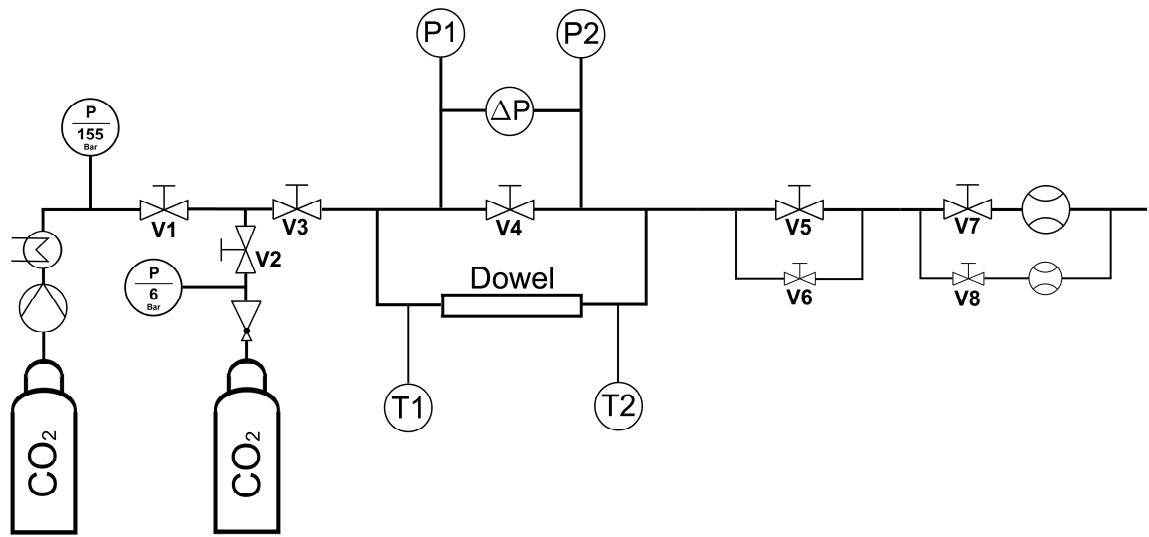 P1
P2
ΔP
P
155
Bar
V1
V3
V4
V5
V7
V2
P
6
Bar
Dowel
V6
V8
T1
T2
CO₂
CO₂